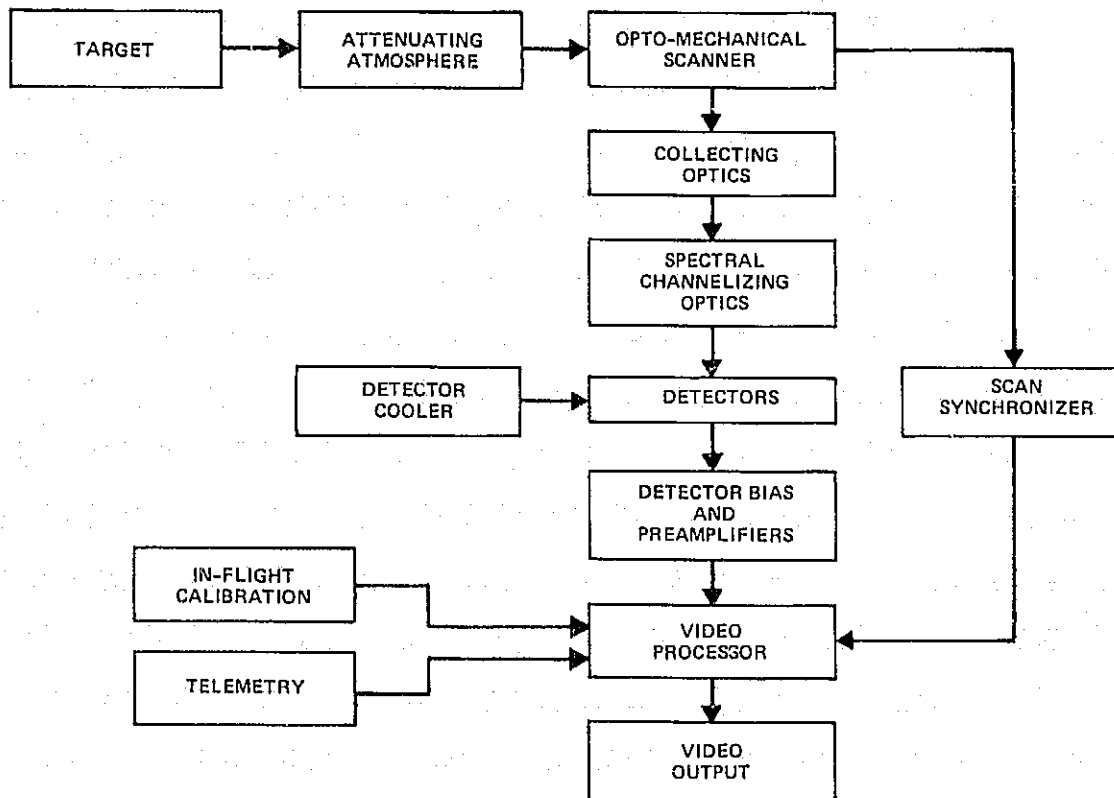 TARGET
ATTENUATING
ATMOSPHERE
OPTO-MECHANICAL
SCANNER
COLLECTING
OPTICS
SPECTRAL
CHANNELIZING
OPTICS
DETECTOR
COOLER
DETECTORS
SCAN
SYNCHRONIZER
DETECTOR BIAS
AND
PREAMPLIFIERS
IN-FLIGHT
CALIBRATION
VIDEO
PROCESSOR
TELEMETRY
VIDEO
OUTPUT